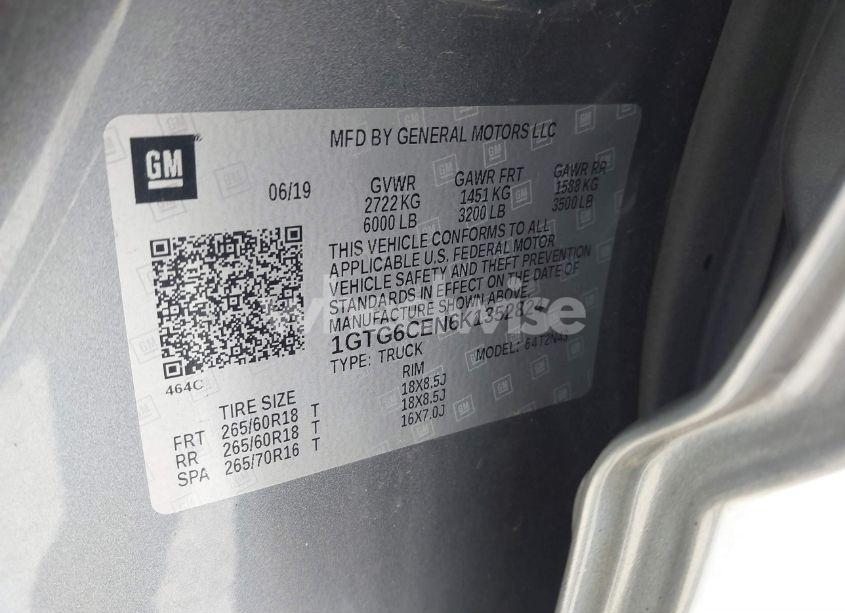 GM
MFD BY GENERAL MOTORS LLC
06/19
GVWR GAWR FRT GAWR RR
2722 KG 1451 KG 1588 KG
6000 LB 3200 LB 3500 LB
THIS VEHICLE CONFORMS TO ALL
APPLICABLE U.S. FEDERAL MOTOR
VEHICLE SAFETY AND THEFT PREVENTION
STANDARDS IN EFFECT ON THE DATE OF
MANUFACTURE SHOWN ABOVE.
TYPE: TRUCK MODEL: 64T2N43
464C
TIRE SIZE RIM
FRT 265/60R18 T 18X8.5J
RR 265/60R18 T 18X8.5J
SPA 265/70R16 T 16X7.0J